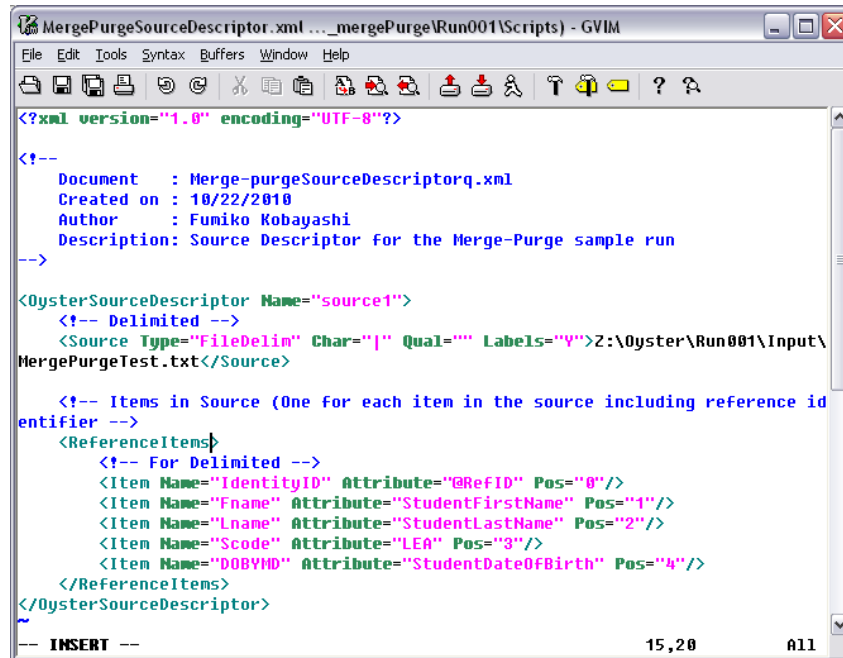 MergePurgeSourceDescriptor.xml ..._mergePurge\Run001\Scripts) - GVIM
File Edit Tools Syntax Buffers Window Help
<?xml version="1.0" encoding="UTF-8"?>
<!--
Document : Merge-purgeSourceDescriptorq.xml
Created on : 10/22/2010
Author : Fumiko Kobayashi
Description: Source Descriptor for the Merge-Purge sample run
-->
<OysterSourceDescriptor Name="source1">
<!-- Delimited -->
<Source Type="FileDelim" Char="|" Qual="" Labels="Y">Z:\Oyster\Run001\Input\
MergePurgeTest.txt</Source>
<!-- Items in Source (One for each item in the source including reference id
entifier -->
<ReferenceItems>
<!-- For Delimited -->
<Item Name="IdentityID" Attribute="@RefID" Pos="0"/>
<Item Name="Fname" Attribute="StudentFirstName" Pos="1"/>
<Item Name="Lname" Attribute="StudentLastName" Pos="2"/>
<Item Name="Scode" Attribute="LEA" Pos="3"/>
<Item Name="DOBYMD" Attribute="StudentDateOfBirth" Pos="4"/>
</ReferenceItems>
</OysterSourceDescriptor>
~
-- INSERT -- 15,20 All